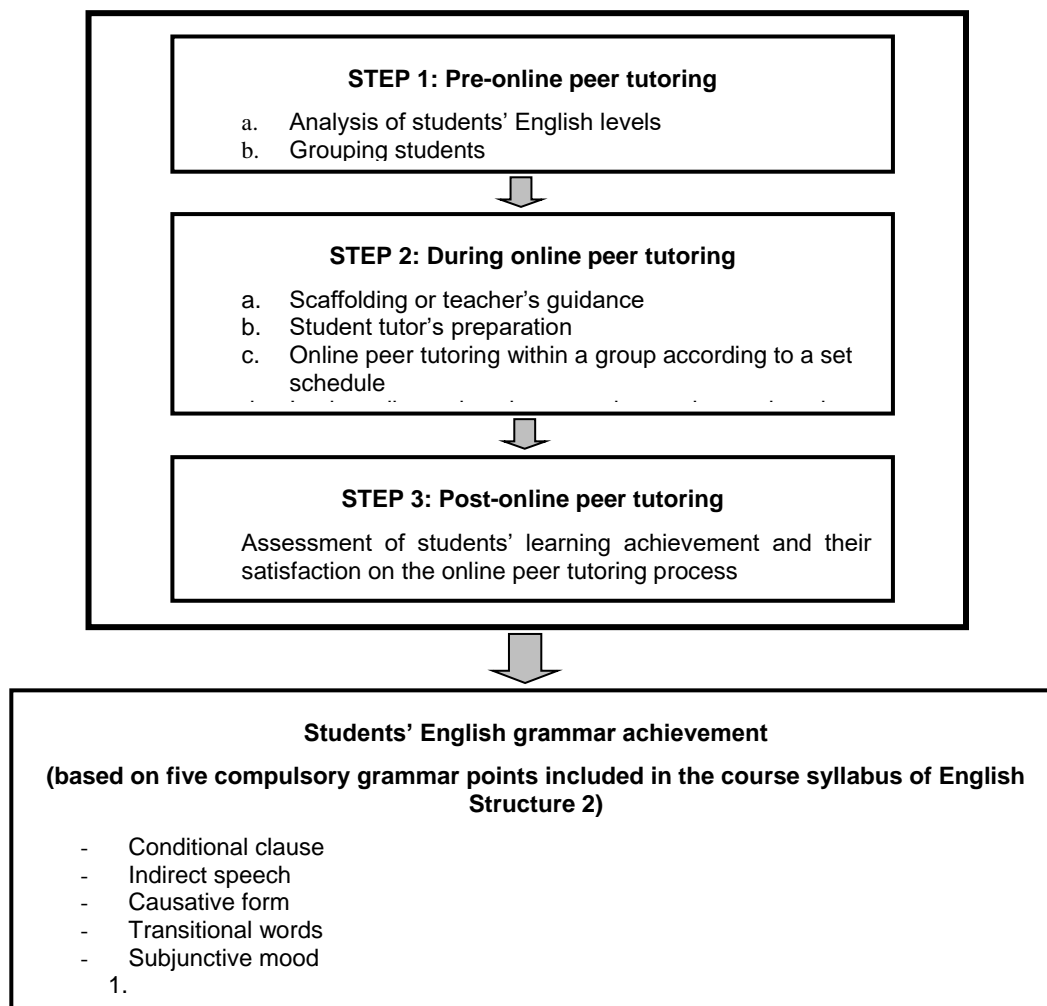 STEP 1: Pre-online peer tutoring
a. Analysis of students’ English levels
b. Grouping students
STEP 2: During online peer tutoring
a. Scaffolding or teacher’s guidance
b. Student tutor’s preparation
c. Online peer tutoring within a group according to a set
schedule
STEP 3: Post-online peer tutoring
Assessment of students’ learning achievement and their
satisfaction on the online peer tutoring process
Students’ English grammar achievement
(based on five compulsory grammar points included in the course syllabus of English
Structure 2)
- Conditional clause
- Indirect speech
- Causative form
- Transitional words
- Subjunctive mood
1.